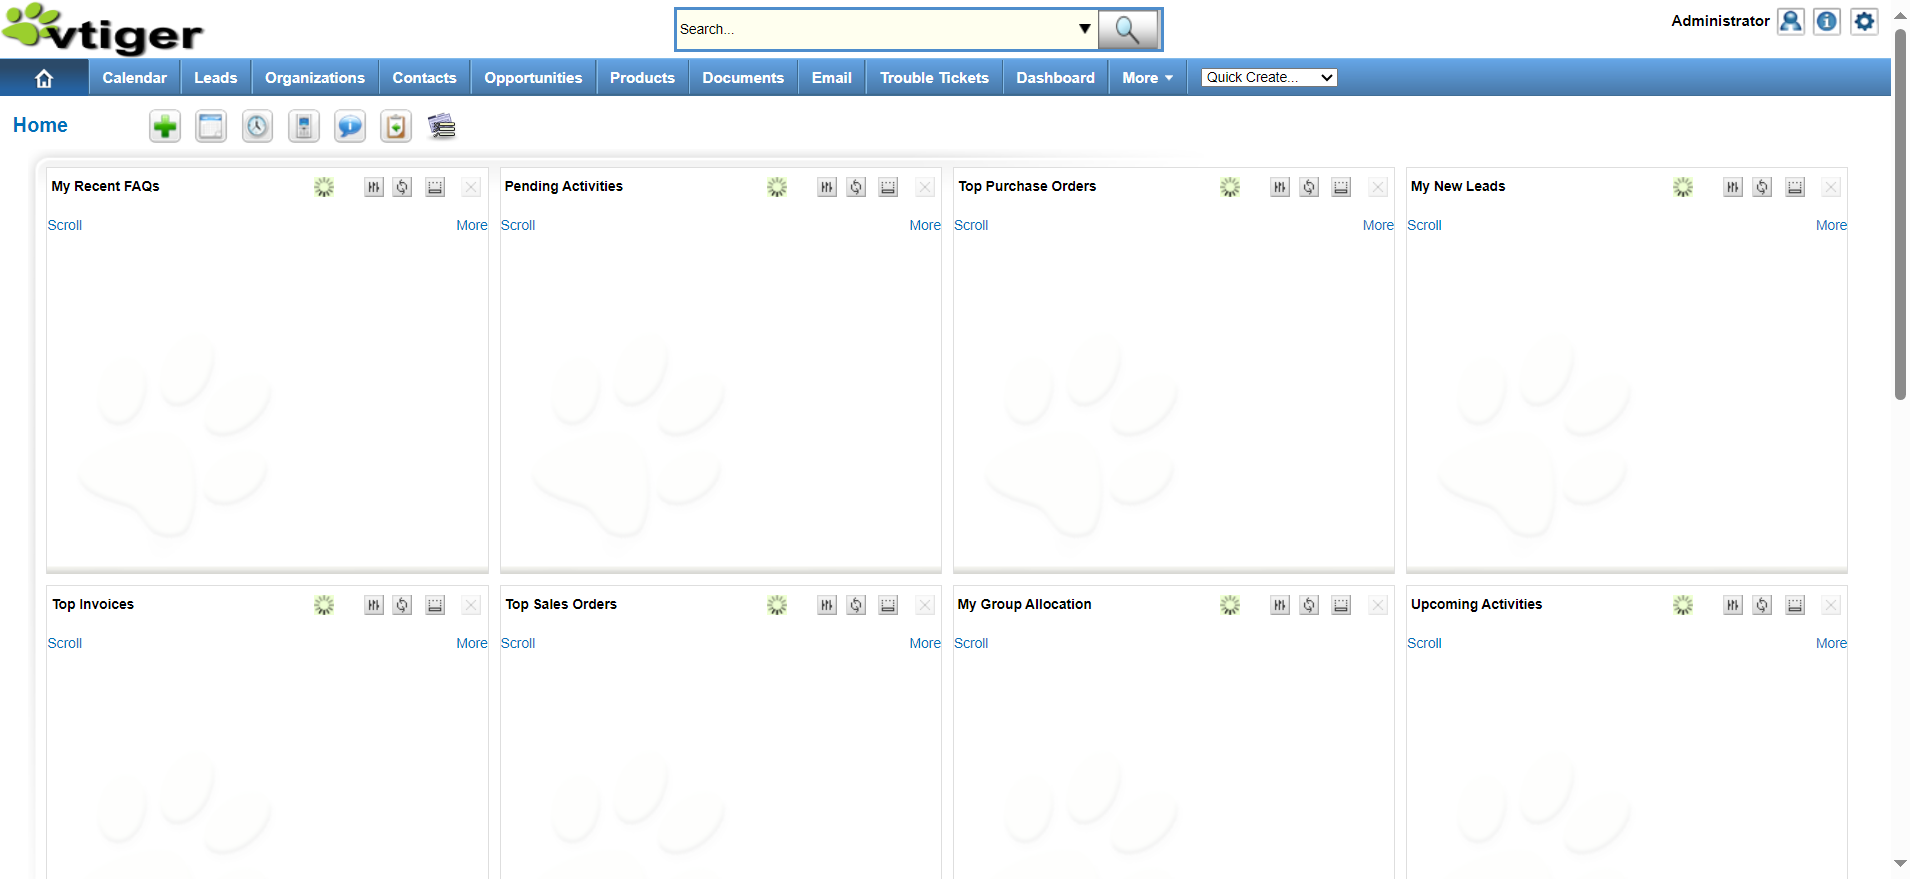 vtiger
Search...
Administrator
Calendar Leads Organizations Contacts Opportunities Products Documents Email Trouble Tickets Dashboard More Quick Create...
Home
My Recent FAQs Pending Activities Top Purchase Orders My New Leads
Scroll More Scroll More Scroll More Scroll More
Top Invoices Top Sales Orders My Group Allocation Upcoming Activities
Scroll More Scroll More Scroll Scroll More